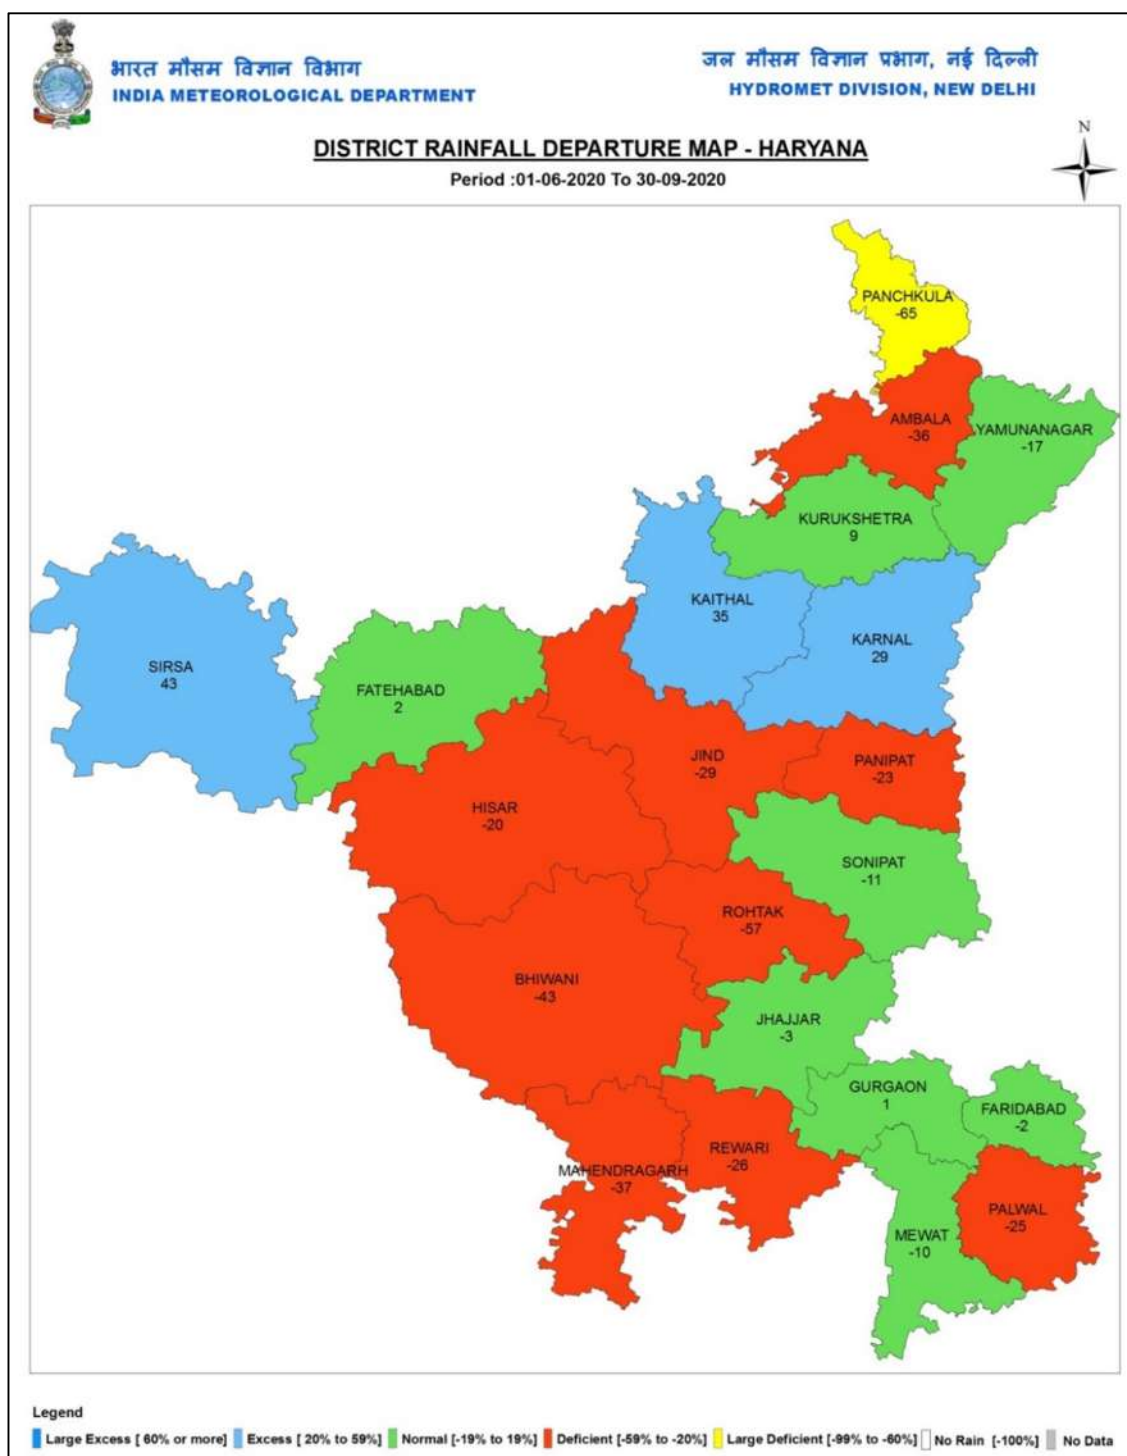 भारत मौसम विज्ञान विभाग
INDIA METEOROLOGICAL DEPARTMENT
जल मौसम विज्ञान प्रभाग, नई दिल्ली
HYDROMET DIVISION, NEW DELHI
DISTRICT RAINFALL DEPARTURE MAP - HARYANA
Period :01-06-2020 To 30-09-2020
N
PANCHKULA
-65
AMBALA
-36
YAMUNANAGAR
-17
KURUKSHETRA
9
KAITHAL
35
KARNAL
29
SIRSA
43
FATEHABAD
2
JIND
-29
PANIPAT
-23
HISAR
-20
SONIPAT
-11
ROHTAK
-57
BHIWANI
-43
JHAJJAR
-3
GURGAON
1
FARIDABAD
-2
REWARI
-26
MAHENDRAGARH
-37
PALWAL
-25
MEWAT
-10
Legend
Large Excess [ 60% or more] Excess [ 20% to 59%] Normal [-19% to 19%] Deficient [-59% to -20%] Large Deficient [-99% to -60%] No Rain [-100%] No Data